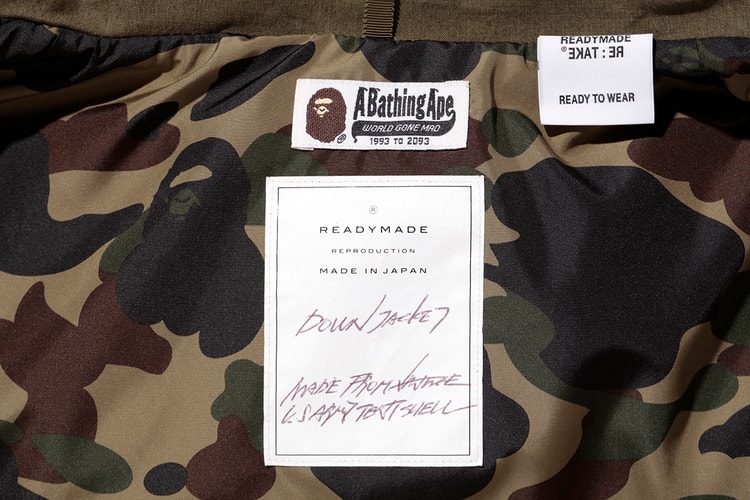 READYMADE
RE : TAKE ®
READY TO WEAR
A Bathing Ape
®
WORLD GONE MAD
1993 TO 2093
®
READYMADE
REPRODUCTION
MADE IN JAPAN
DOWN JACKET
MADE FROM VINTAGE
U.S ARMY TENT SHELL